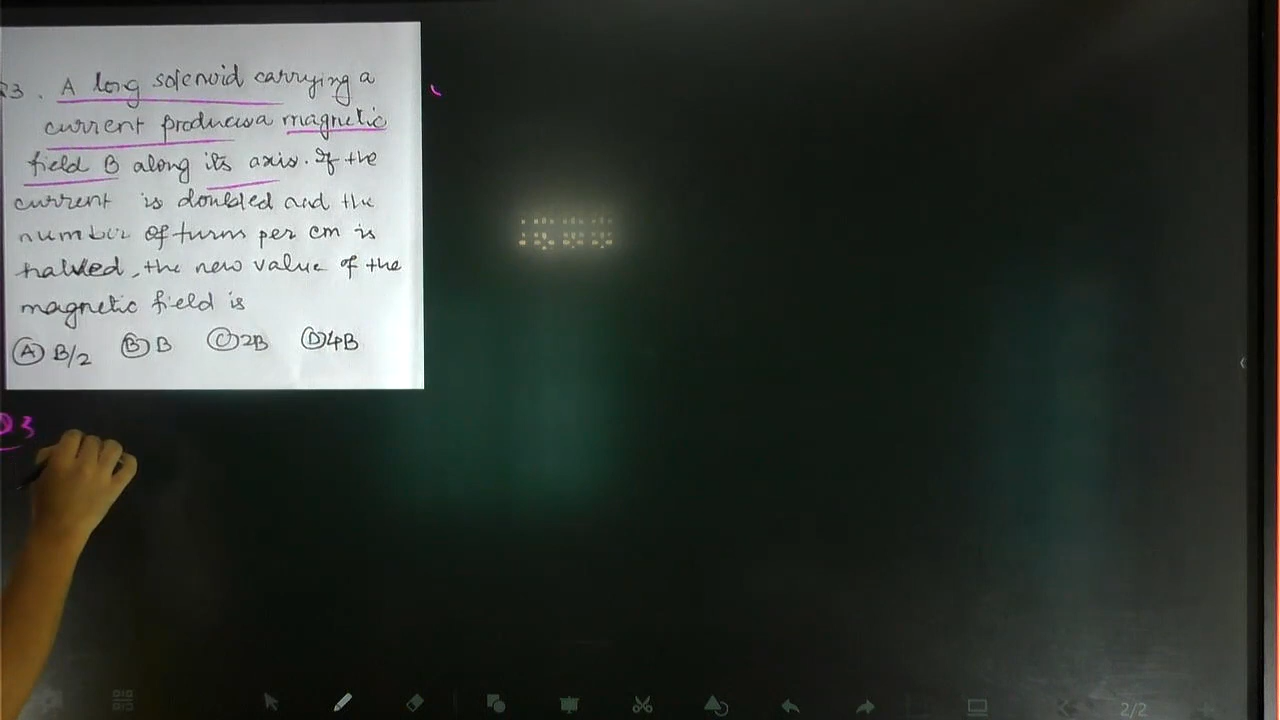 Q3. A long solenoid carrying a
current produces a magnetic
field B along its axis. If the
current is doubled and the
number of turns per cm is
halved, the new value of the
magnetic field is
(A) B/2 (B) B (C) 2B (D) 4B
Q3
2/2